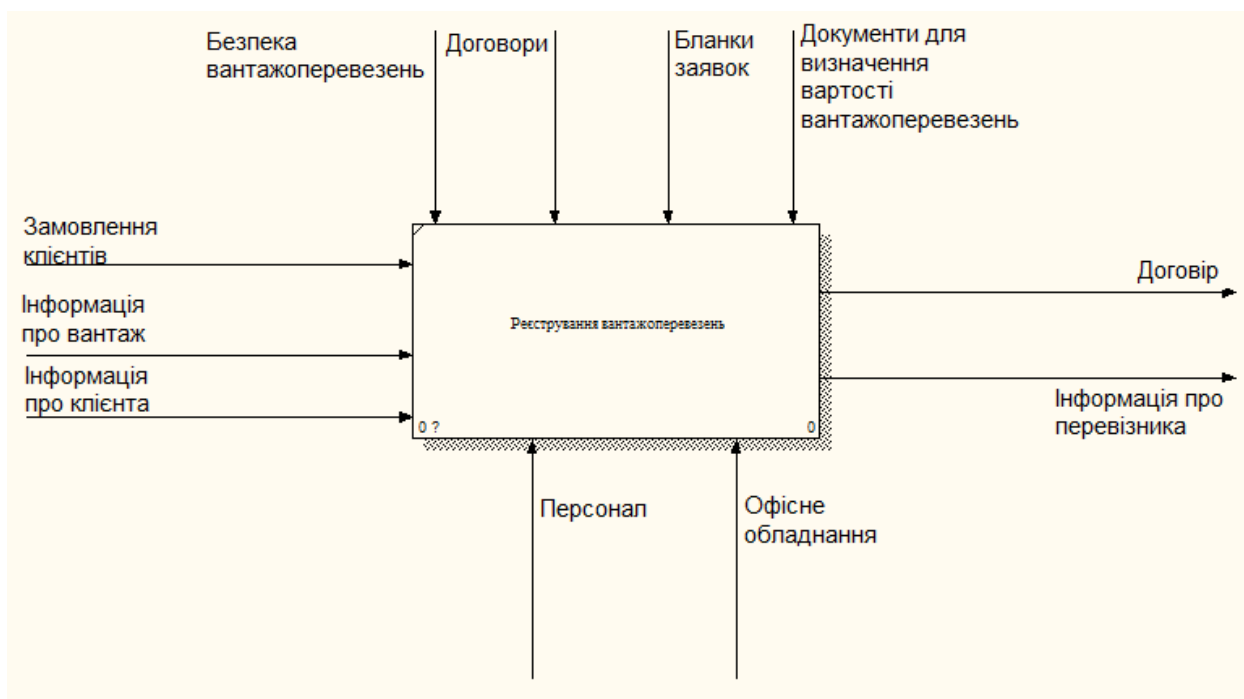 Безпека
вантажоперевезень
Договори
Бланки
заявок
Документи для
визначення
вартості
вантажоперевезень
Замовлення
клієнтів
Інформація
про вантаж
Інформація
про клієнта
Реєстрування вантажоперевезень
0 ?
0
Договір
Інформація про
перевізника
Персонал
Офісне
обладнання